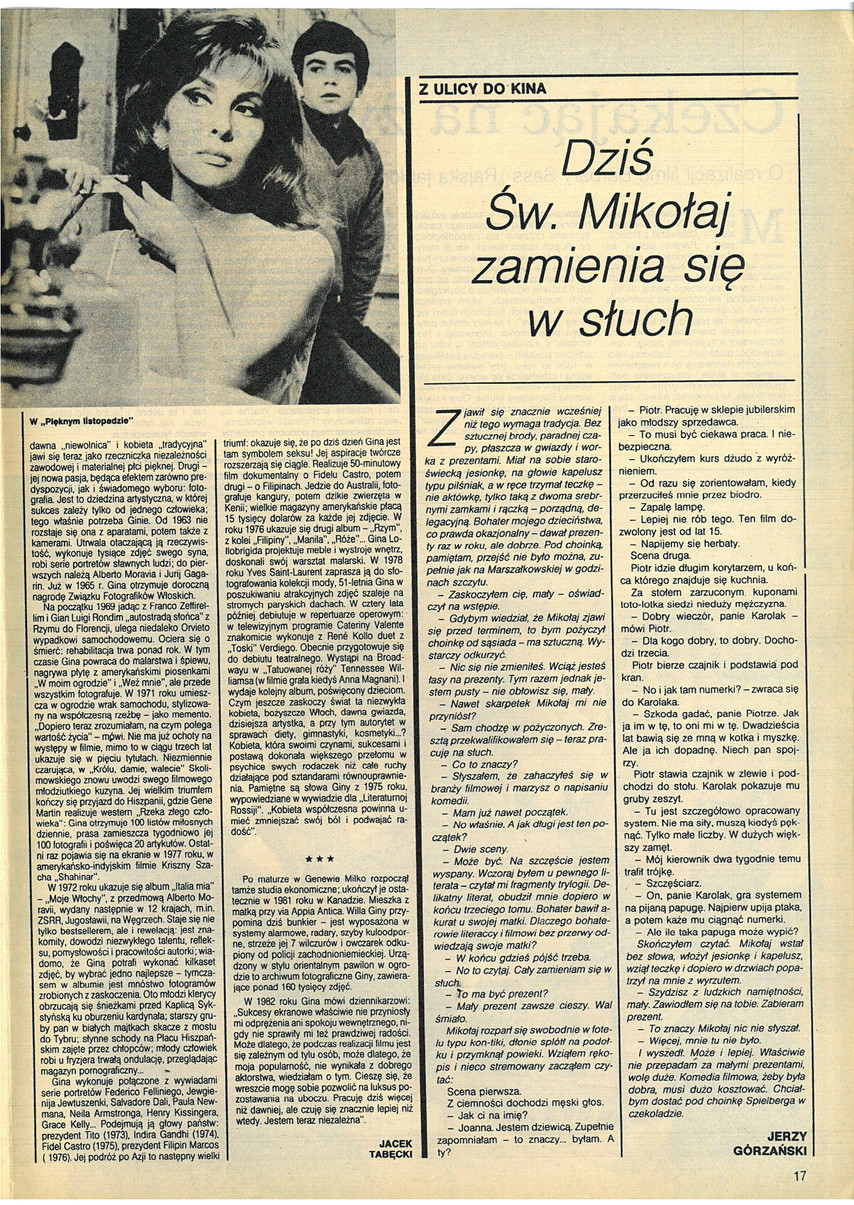 W „Pięknym listopadzie"
dawna „niewolnica" i kobieta „tradycyjna"
jawi się teraz jako rzeczniczka niezależności
zawodowej i materialnej płci pięknej. Drugi –
jej nowa pasja, będąca efektem zarówno pre-
dyspozycji, jak i świadomego wyboru: foto-
grafia. Jest to dziedzina artystyczna, w której
sukces zależy tylko od jednego człowieka;
tego właśnie potrzeba Ginie. Od 1963 nie
rozstaje się ona z aparatami, potem także z
kamerami. Utrwala otaczającą ją rzeczywis-
tość, wykonuje tysiące zdjęć swego syna,
robi serie portretów sławnych ludzi; do pier-
wszych należą Alberto Moravia i Jurij Gaga-
rin. Już w 1965 r. Gina otrzymuje doroczną
nagrodę Związku Fotografików Włoskich.
Na początku 1969 jadąc z Franco Zeffirel-
lim i Gian Luigi Rondim „autostradą słońca" z
Rzymu do Florencji, ulega niedaleko Orvieto
wypadkowi samochodowemu. Ociera się o
śmierć: rehabilitacja trwa ponad rok. W tym
czasie Gina powraca do malarstwa i śpiewu,
nagrywa płytę z amerykańskimi piosenkami
„W moim ogrodzie" i „Weź mnie", ale przede
wszystkim fotografuje. W 1971 roku umiesz-
cza w ogrodzie wrak samochodu, stylizowa-
ny na współczesną rzeźbę – jako memento.
„Dopiero teraz zrozumiałam, na czym polega
wartość życia" – mówi. Nie ma już ochoty na
występy w filmie, mimo to w ciągu trzech lat
ukazuje się w pięciu tytułach. Niezmiennie
czarująca, w „Królu, damie, walecie" Skoli-
mowskiego znowu uwodzi swego filmowego
młodziutkiego kuzyna. Jej wielkim triumfem
kończy się przyjazd do Hiszpanii, gdzie Gene
Martin realizuje western „Rzeka złego czło-
wieka": Gina otrzymuje 100 listów miłosnych
dziennie, prasa zamieszcza tygodniowo jej
100 fotografii i poświęca 20 artykułów. Ostat-
ni raz pojawia się na ekranie w 1977 roku, w
amerykańsko-indyjskim filmie Kriszny Szacha
„Shahinar".
W 1972 roku ukazuje się album „Italia mia"
– „Moje Włochy", z przedmową Alberto Mo-
ravii, wydany następnie w 12 krajach, m.in.
ZSRR, Jugosławii, na Węgrzech. Staje się nie
tylko bestsellerem, ale i rewelacją: jest zna-
komity, dowodzi niezwykłego talentu, reflek-
su, pomysłowości i pracowitości autorki; wia-
domo, że Gina potrafi wykonać kilkaset
zdjęć, by wybrać jedno najlepsze – tymcza-
sem w albumie jest mnóstwo fotogramów
zrobionych z zaskoczenia. Oto młodzi klerycy
obrzucają się śnieżkami przed Kaplicą Syk-
styńską ku oburzeniu kardynała; starszy gru-
by pan w białych majtkach skacze z mostu
do Tybru; słynne schody na Placu Hiszpań-
skim zajęte przez chłopców; młody człowiek
robi u fryzjera trwałą ondulację, przeglądając
magazyn pornograficzny...
Gina wykonuje połączone z wywiadami
serie portretów Federico Felliniego, Jewgie-
nija Jewtuszenki, Salvadore Dali, Paula New-
mana, Neila Armstronga, Henry Kissingera,
Grace Kelly... Podejmują ją głowy państw:
prezydent Tito (1973), Indira Gandhi (1974),
Fidel Castro (1975), prezydent Filipin Marcos
( 1976). Jej podróż po Azji to następny wielki
triumf: okazuje się, że po dziś dzień Gina jest
tam symbolem seksu! Jej aspiracje twórcze
rozszerzają się ciągle. Realizuje 50-minutowy
film dokumentalny o Fidelu Castro, potem
drugi – o Filipinach. Jedzie do Australii, foto-
grafuje kangury, potem dzikie zwierzęta w
Kenii; wielkie magazyny amerykańskie płacą
15 tysięcy dolarów za każde jej zdjęcie. W
roku 1976 ukazuje się drugi album – „Rzym",
z kolei „Filipiny", „Manila", „Róże"... Gina Lo-
llobrigida projektuje meble i wystroje wnętrz,
doskonali swój warsztat malarski. W 1978
roku Yves Saint-Laurent zaprasza ją do sfo-
tografowania kolekcji mody, 51-letnia Gina w
poszukiwaniu atrakcyjnych zdjęć szaleje na
stromych paryskich dachach. W cztery lata
później debiutuje w repertuarze operowym:
w telewizyjnym programie Cateriny Valente
znakomicie wykonuje z René Kollo duet z
„Toski" Verdiego. Obecnie przygotowuje się
do debiutu teatralnego. Wystąpi na Broad-
wayu w „Tatuowanej róży" Tennessee Wil-
liamsa (w filmie grała kiedyś Anna Magnani). I
wydaje kolejny album, poświęcony dzieciom.
Czym jeszcze zaskoczy świat ta niezwykła
kobieta, bożyszcze Włoch, dawna gwiazda,
dzisiejsza artystka, a przy tym autorytet w
sprawach diety, gimnastyki, kosmetyki...?
Kobieta, która swoimi czynami, sukcesami i
postawą dokonała większego przełomu w
psychice swych rodaczek niż całe ruchy
działające pod sztandarami równouprawnie-
nia. Pamiętne są słowa Giny z 1975 roku,
wypowiedziane w wywiadzie dla „Literaturnoj
Rossiji". „Kobieta współczesna powinna u-
mieć zmniejszać swój ból i podwajać ra-
dość".
★★★
Po maturze w Genewie Milko rozpoczął
tamże studia ekonomiczne; ukończył je osta-
tecznie w 1981 roku w Kanadzie. Mieszka z
matką przy via Appia Antica. Willa Giny przy-
pomina dziś bunkier – jest wyposażona w
systemy alarmowe, radary, szyby kuloodpor-
ne, strzeże jej 7 wilczurów i owczarek odku-
piony od policji zachodnioniemieckiej. Urzą-
dzony w stylu orientalnym pawilon w ogro-
dzie to archiwum fotograficzne Giny, zawiera-
jące ponad 160 tysięcy zdjęć.
W 1982 roku Gina mówi dziennikarzowi:
„Sukcesy ekranowe właściwie nie przyniosły
mi odprężenia ani spokoju wewnętrznego, ni-
gdy nie sprawiły mi też prawdziwej radości.
Może dlatego, że podczas realizacji filmu jest
się zależnym od tylu osób, może dlatego, że
moja popularność, nie wynikała z dobrego
aktorstwa, wiedziałam o tym. Cieszę się, że
wreszcie mogę sobie pozwolić na luksus po-
zostawania na uboczu. Pracuję dziś więcej
niż dawniej, ale czuję się znacznie lepiej niż
wtedy. Jestem teraz niezależna".
JACEK
TABĘCKI
Z ULICY DO KINA
Dziś
Św. Mikołaj
zamienia się
w słuch
Zjawił się znacznie wcześniej
niż tego wymaga tradycja. Bez
sztucznej brody, paradnej cza-
py, płaszcza w gwiazdy i wor-
ka z prezentami. Miał na sobie staro-
świecką jesionkę, na głowie kapelusz
typu pilśniak, a w ręce trzymał teczkę –
nie aktówkę, tylko taką z dwoma srebr-
nymi zamkami i rączką – porządną, de-
legacyjną. Bohater mojego dzieciństwa,
co prawda okazjonalny – dawał prezen-
ty raz w roku, ale dobrze. Pod choinką,
pamiętam, przejść nie było można, zu-
pełnie jak na Marszałkowskiej w godzi-
nach szczytu.
– Zaskoczyłem cię, mały – oświad-
czył na wstępie.
– Gdybym wiedział, że Mikołaj zjawi
się przed terminem, to bym pożyczył
choinkę od sąsiada – ma sztuczną. Wy-
starczy odkurzyć.
– Nic się nie zmieniłeś. Wciąż jesteś
łasy na prezenty. Tym razem jednak je-
stem pusty – nie obłowisz się, mały.
– Nawet skarpetek Mikołaj mi nie
przyniósł?
– Sam chodzę w pożyczonych. Zre-
sztą przekwalifikowałem się – teraz pra-
cuję na słuch.
– Co to znaczy?
– Słyszałem, że zahaczyłeś się w
branży filmowej i marzysz o napisaniu
komedii.
– Mam już nawet początek.
– No właśnie. A jak długi jest ten po-
czątek?
– Dwie sceny.
– Może być. Na szczęście jestem
wyspany. Wczoraj byłem u pewnego li-
terata – czytał mi fragmenty trylogii. De-
likatny literat, obudził mnie dopiero w
końcu trzeciego tomu. Bohater bawił a-
kurat u swojej matki. Dlaczego bohate-
rowie literaccy i filmowi bez przerwy od-
wiedzają swoje matki?
– W końcu gdzieś pójść trzeba.
– No to czytaj. Cały zamieniam się w
słuch.
– To ma być prezent?
– Mały prezent zawsze cieszy. Wal
śmiało.
Mikołaj rozparł się swobodnie w fote-
lu typu kon-tiki, dłonie splótł na podoł-
ku i przymknął powieki. Wziąłem ręko-
pis i nieco stremowany zacząłem czy-
tać:
Scena pierwsza.
Z ciemności dochodzi męski głos.
– Jak ci na imię?
– Joanna. Jestem dziewicą. Zupełnie
zapomniałam – to znaczy... byłam. A
ty?
– Piotr. Pracuję w sklepie jubilerskim
jako młodszy sprzedawca.
– To musi być ciekawa praca. I nie-
bezpieczna.
– Ukończyłem kurs dżudo z wyróż-
nieniem.
– Od razu się zorientowałam, kiedy
przerzuciłeś mnie przez biodro.
– Zapalę lampę.
– Lepiej nie rób tego. Ten film do-
zwolony jest od lat 15.
– Napijemy się herbaty.
Scena druga.
Piotr idzie długim korytarzem, u koń-
ca którego znajduje się kuchnia.
Za stołem zarzuconym kuponami
toto-lotka siedzi nieduży mężczyzna.
– Dobry wieczór, panie Karolak –
mówi Piotr.
– Dla kogo dobry, to dobry. Docho-
dzi trzecia.
Piotr bierze czajnik i podstawia pod
kran.
– No i jak tam numerki? – zwraca się
do Karolaka.
– Szkoda gadać, panie Piotrze. Jak
ja im w tę, to oni mi w tę. Dwadzieścia
lat bawią się ze mną w kotka i myszkę.
Ale ja ich dopadnę. Niech pan spoj-
rzy.
Piotr stawia czajnik w zlewie i pod-
chodzi do stołu. Karolak pokazuje mu
gruby zeszyt.
– Tu jest szczegółowo opracowany
system. Nie ma siły, muszą kiedyś pęk-
nąć. Tylko małe liczby. W dużych więk-
szy zamęt.
– Mój kierownik dwa tygodnie temu
trafił trójkę.
– Szczęściarz.
– On, panie Karolak, gra systemem
na pijaną papugę. Najpierw upija ptaka,
a potem każe mu ciągnąć numerki.
– Ale ile taka papuga może wypić?
Skończyłem czytać. Mikołaj wstał
bez słowa, włożył jesionkę i kapelusz,
wziął teczkę i dopiero w drzwiach popa-
trzył na mnie z wyrzutem.
– Szydzisz z ludzkich namiętności,
mały. Zawiodłem się na tobie. Zabieram
prezent.
– To znaczy Mikołaj nic nie słyszał.
– Więcej, mnie tu nie było.
I wyszedł. Może i lepiej. Właściwie
nie przepadam za małymi prezentami,
wolę duże. Komedia filmowa, żeby była
dobra, musi dużo kosztować. Chciał-
bym dostać pod choinkę Spielberga w
czekoladzie.
JERZY
GÓRZAŃSKI
17